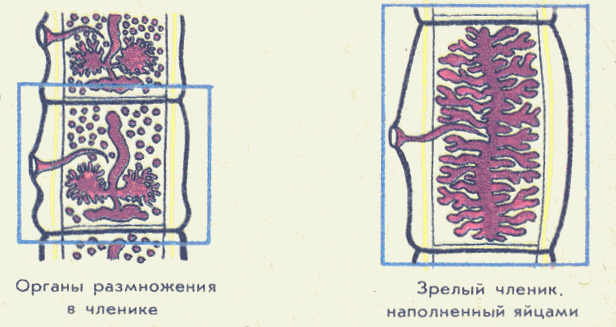 Органы размножения
в членике
Зрелый членик,
наполненный яйцами